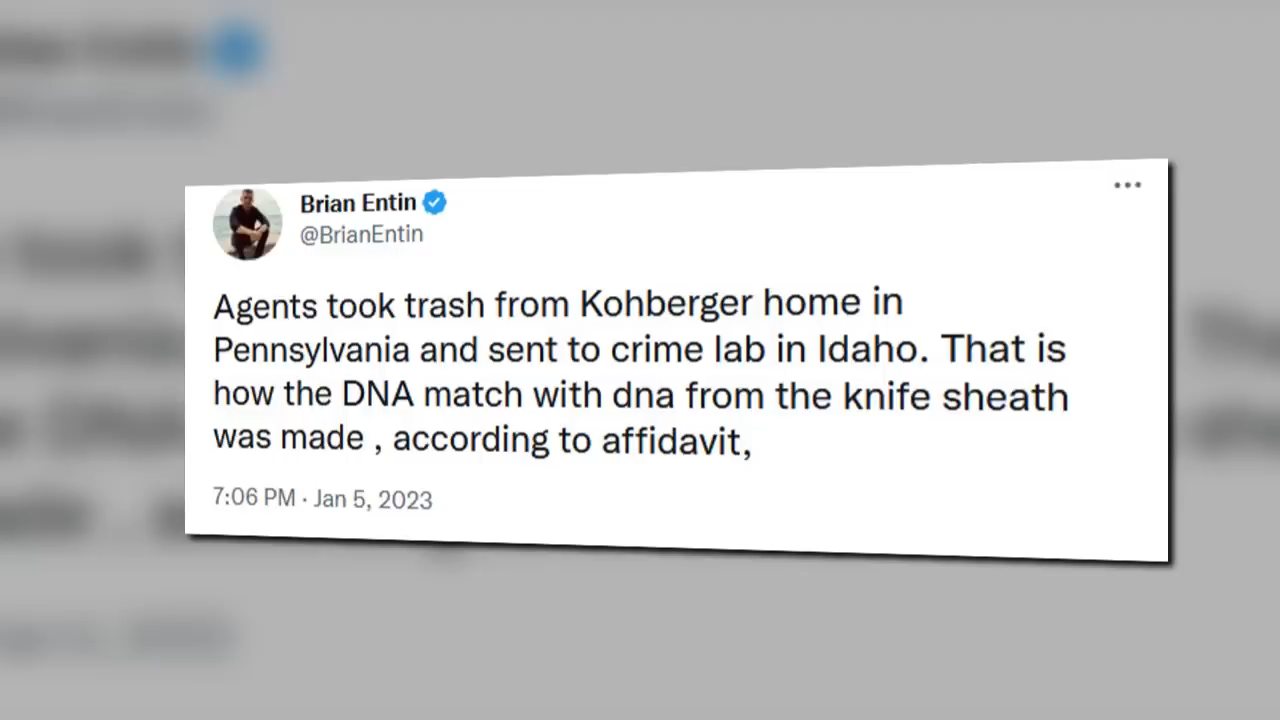 Brian Entin
@BrianEntin
Agents took trash from Kohberger home in
Pennsylvania and sent to crime lab in Idaho. That is
how the DNA match with dna from the knife sheath
was made , according to affidavit,
7:06 PM · Jan 5, 2023